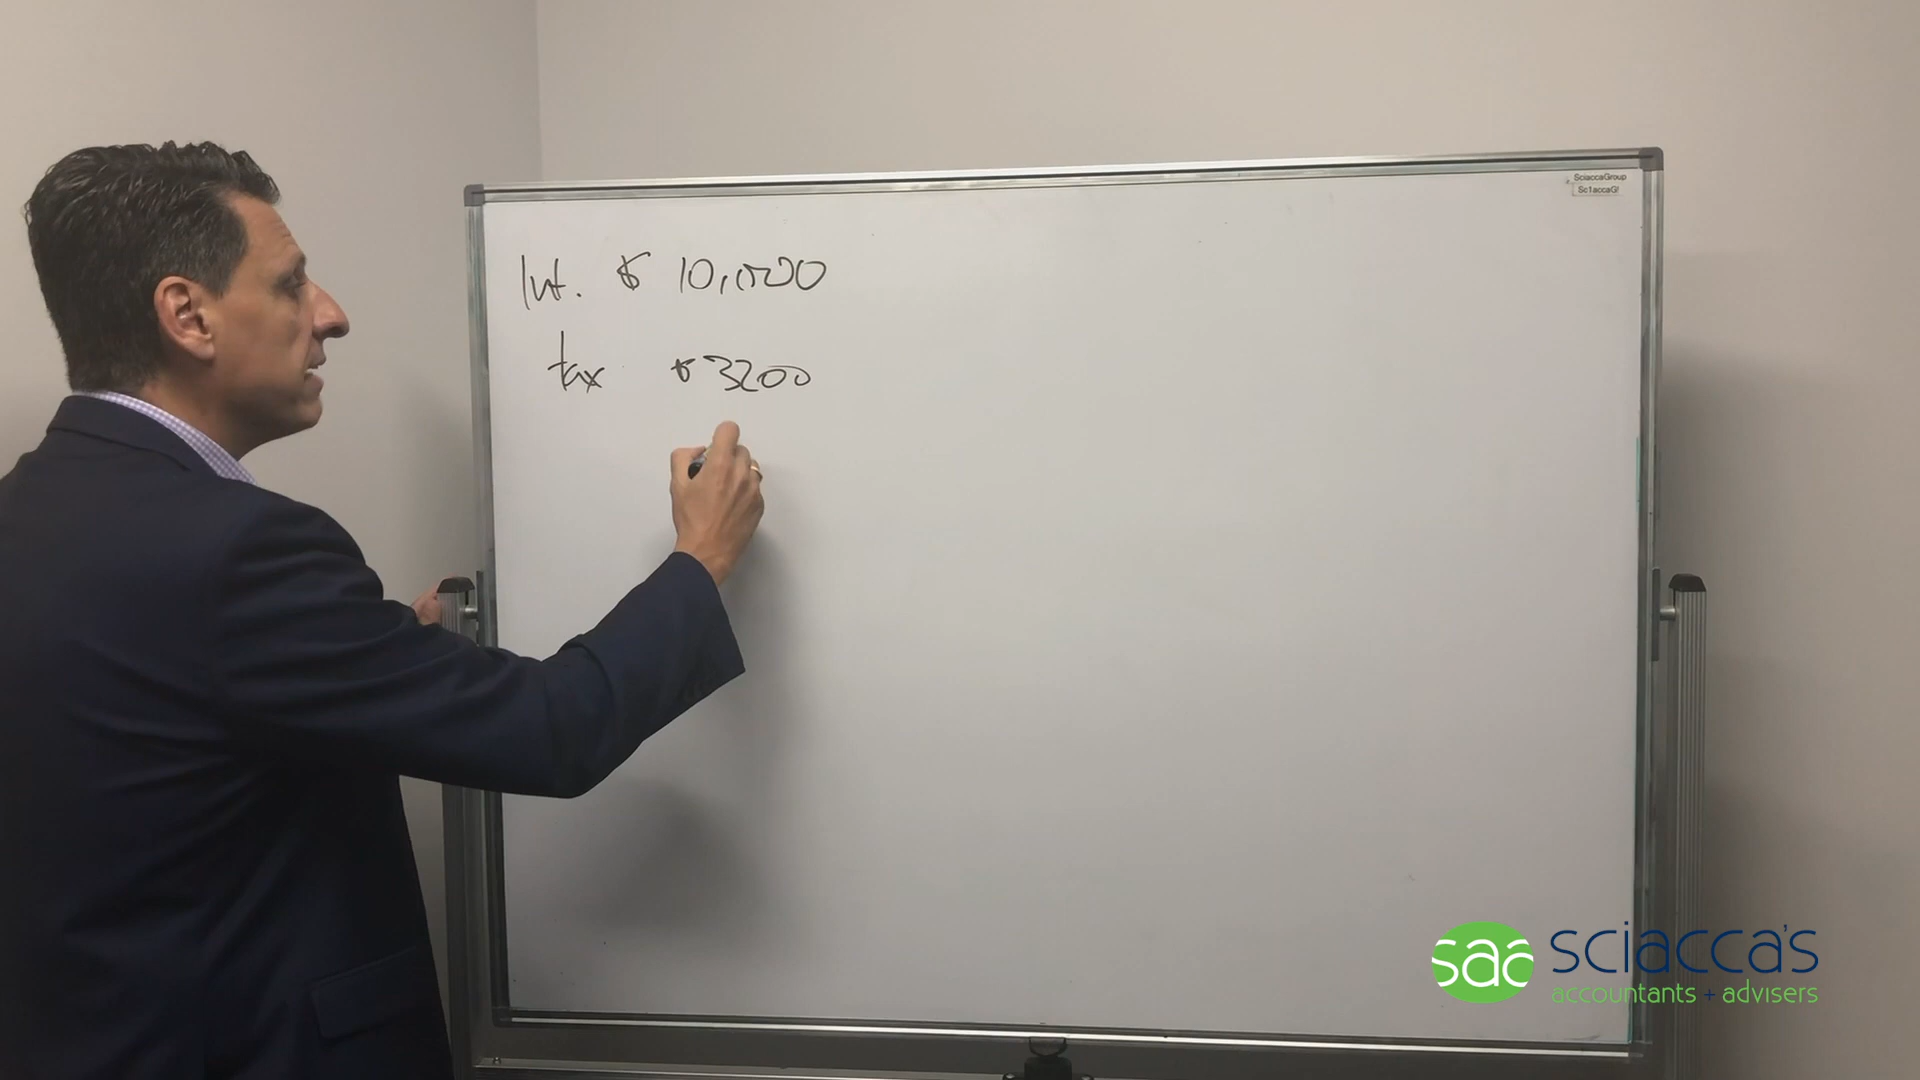 SciaccaGroup
Sc1accaG!
Int. $ 10,000
tax $3200
sac sciacca's
accountants + advisers